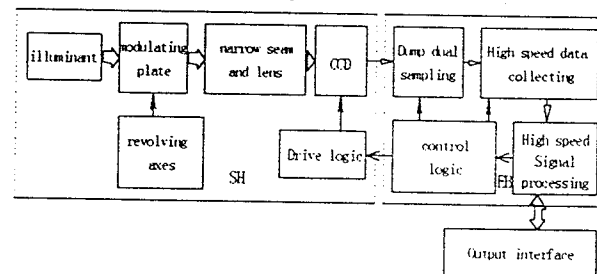 illuminant
modulating
plate
narrow seam
and lens
CCD
Dump dual
sampling
High speed data
collecting
revolving
axes
Drive logic
control
logic
High speed
Signal
processing
SH
Output interface